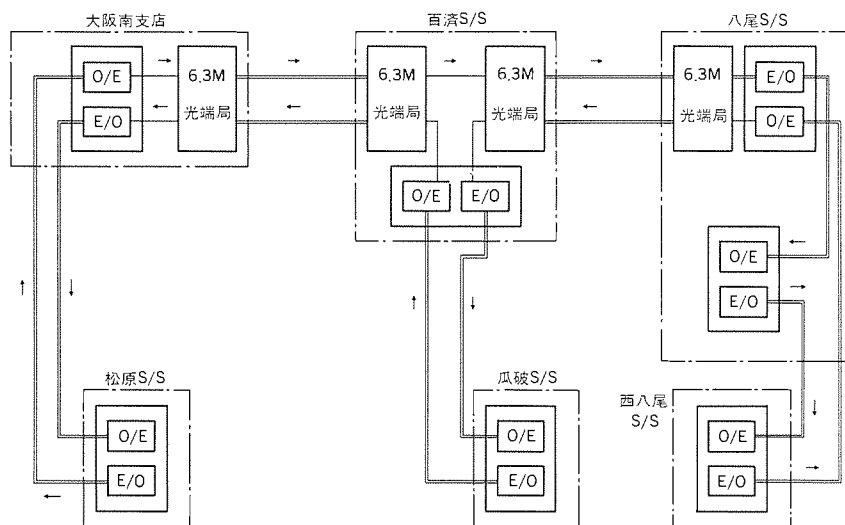 大阪南支店
百済S/S
八尾S/S
O/E
E/O
6.3M
光端局
6.3M
光端局
6.3M
光端局
O/E
E/O
6.3M
光端局
E/O
O/E
O/E
E/O
松原S/S
O/E
E/O
瓜破S/S
O/E
E/O
西八尾
S/S
O/E
E/O